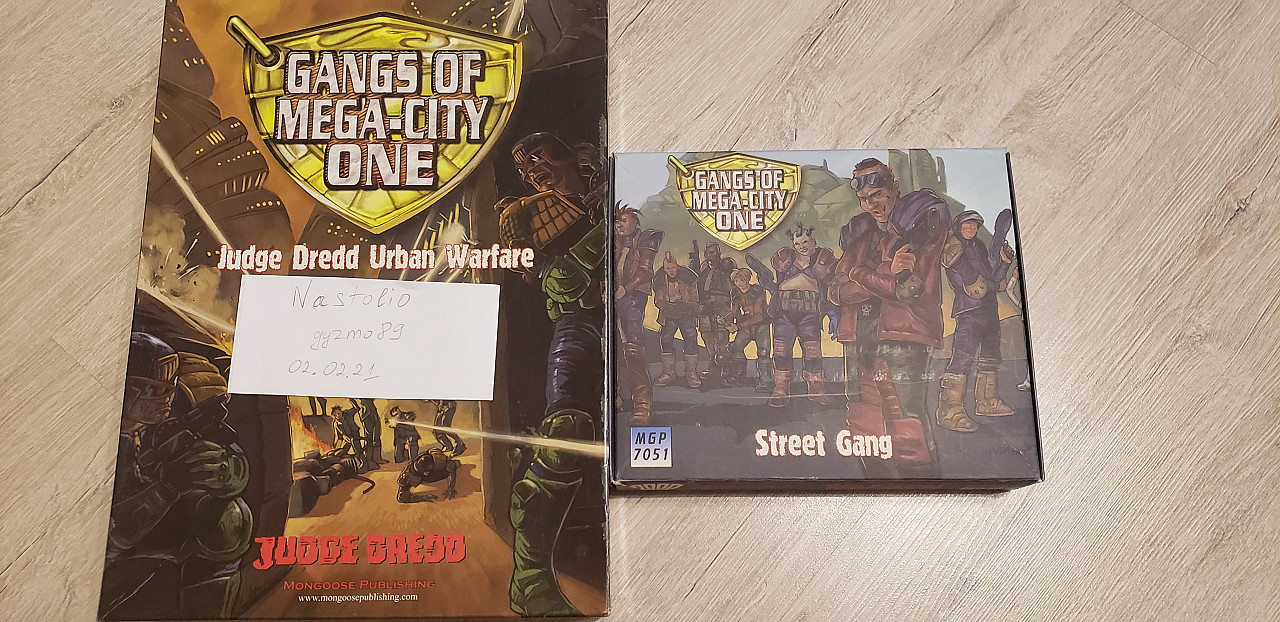 GANGS OF
MEGA-CITY
ONE
Judge Dredd Urban Warfare
Nastolio
gyzmo89
02.02.21
JUDGE DREDD
MONGOOSE PUBLISHING
www.mongoosepublishing.com
GANGS OF
MEGA-CITY
ONE
MGP
7051
Street Gang